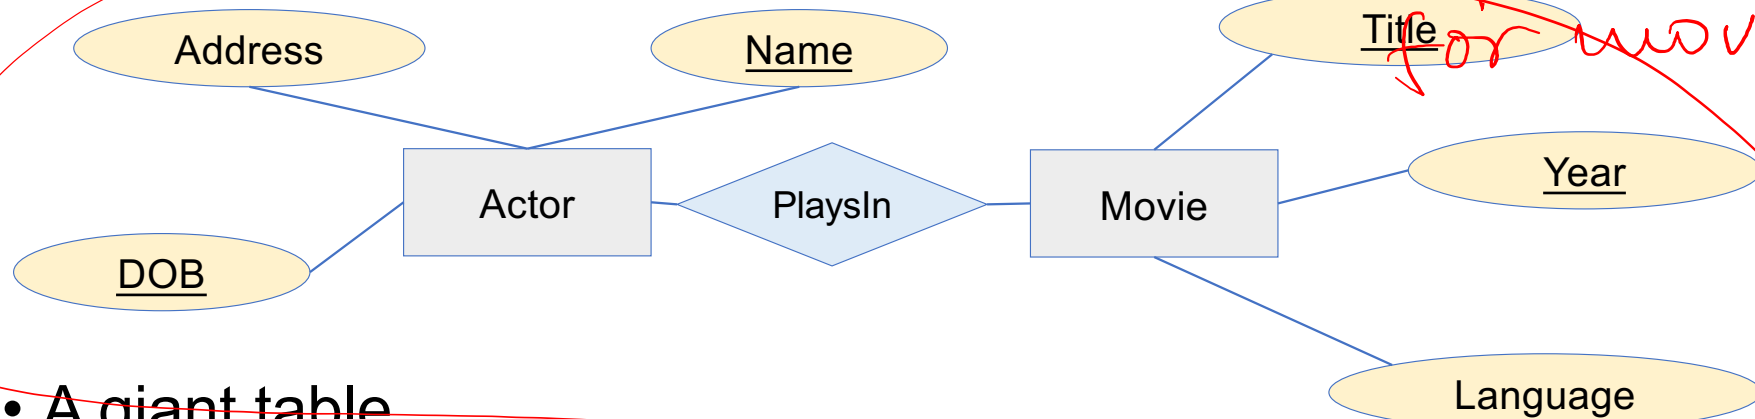 Address
Name
Title
for mov
Actor
PlaysIn
Movie
Year
DOB
Language
• A giant table